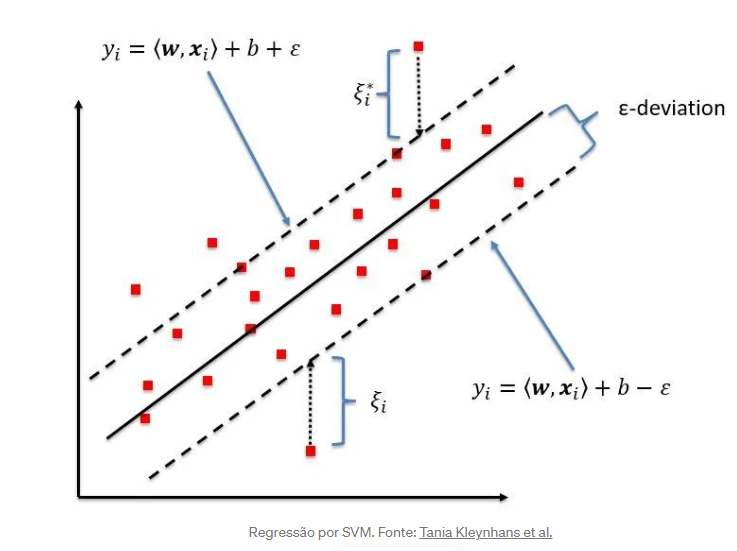 yᵢ = ⟨w, xᵢ⟩ + b + ε
ξᵢ*
ε-deviation
yᵢ = ⟨w, xᵢ⟩ + b − ε
ξᵢ
Regressão por SVM. Fonte: Tania Kleynhans et al.